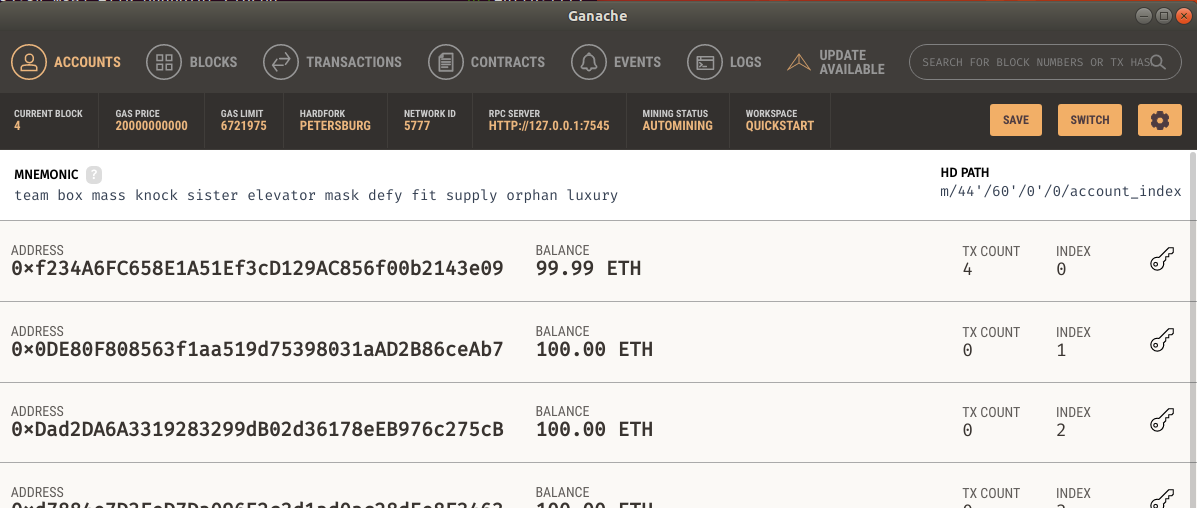 Ganache
ACCOUNTS BLOCKS TRANSACTIONS CONTRACTS EVENTS LOGS UPDATE AVAILABLE SEARCH FOR BLOCK NUMBERS OR TX HAS
CURRENT BLOCK GAS PRICE GAS LIMIT HARDFORK NETWORK ID RPC SERVER MINING STATUS WORKSPACE
4 20000000000 6721975 PETERSBURG 5777 HTTP://127.0.0.1:7545 AUTOMINING QUICKSTART
SAVE SWITCH
MNEMONIC ? HD PATH
team box mass knock sister elevator mask defy fit supply orphan luxury m/44'/60'/0'/0/account_index
ADDRESS BALANCE TX COUNT INDEX
0×f234A6FC658E1A51Ef3cD129AC856f00b2143e09 99.99 ETH 4 0
ADDRESS BALANCE TX COUNT INDEX
0×0DE80F808563f1aa519d75398031aAD2B86ceAb7 100.00 ETH 0 1
ADDRESS BALANCE TX COUNT INDEX
0×Dad2DA6A3319283299dB02d36178eEB976c275cB 100.00 ETH 0 2
ADDRESS BALANCE TX COUNT INDEX
100.00 ETH